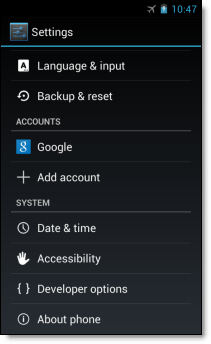 10:47
Settings
Language & input
Backup & reset
ACCOUNTS
Google
Add account
SYSTEM
Date & time
Accessibility
{ } Developer options
About phone